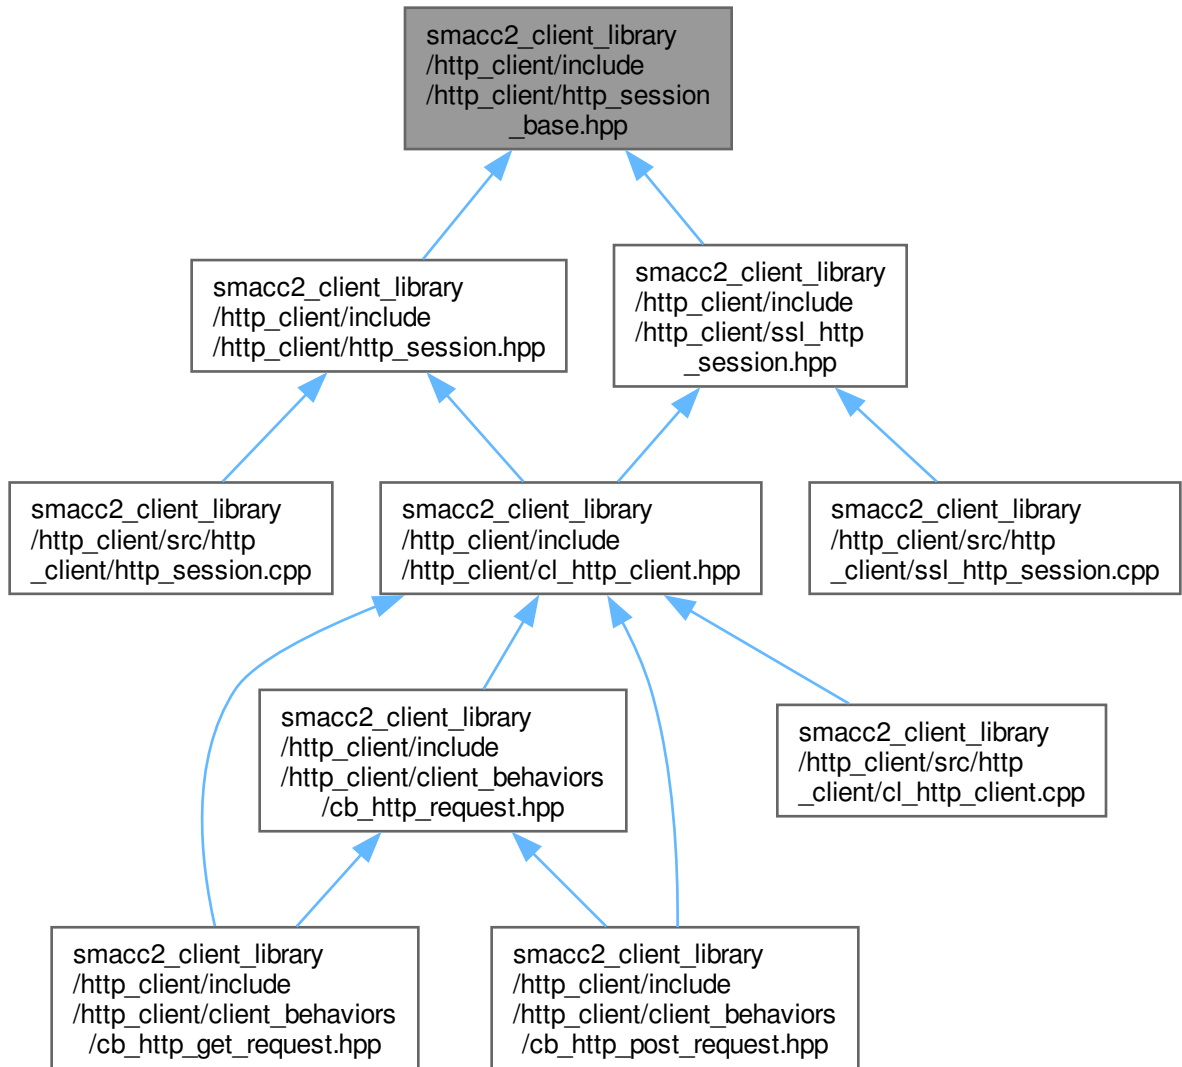 smacc2_client_library
/http_client/include
/http_client/http_session
_base.hpp
smacc2_client_library
/http_client/include
/http_client/http_session.hpp
smacc2_client_library
/http_client/include
/http_client/ssl_http
_session.hpp
smacc2_client_library
/http_client/src/http
_client/http_session.cpp
smacc2_client_library
/http_client/include
/http_client/cl_http_client.hpp
smacc2_client_library
/http_client/src/http
_client/ssl_http_session.cpp
smacc2_client_library
/http_client/include
/http_client/client_behaviors
/cb_http_request.hpp
smacc2_client_library
/http_client/src/http
_client/cl_http_client.cpp
smacc2_client_library
/http_client/include
/http_client/client_behaviors
/cb_http_get_request.hpp
smacc2_client_library
/http_client/include
/http_client/client_behaviors
/cb_http_post_request.hpp